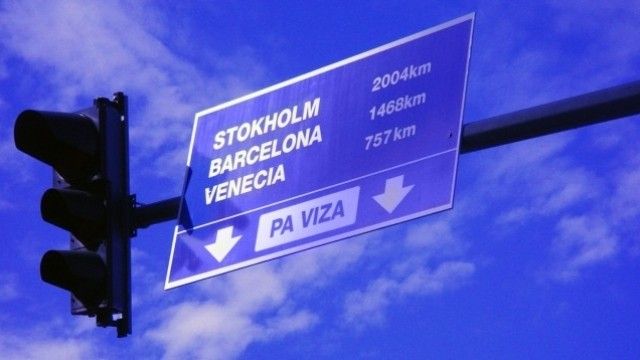 STOKHOLM 2004km
BARCELONA 1468km
VENECIA 757km
PA VIZA